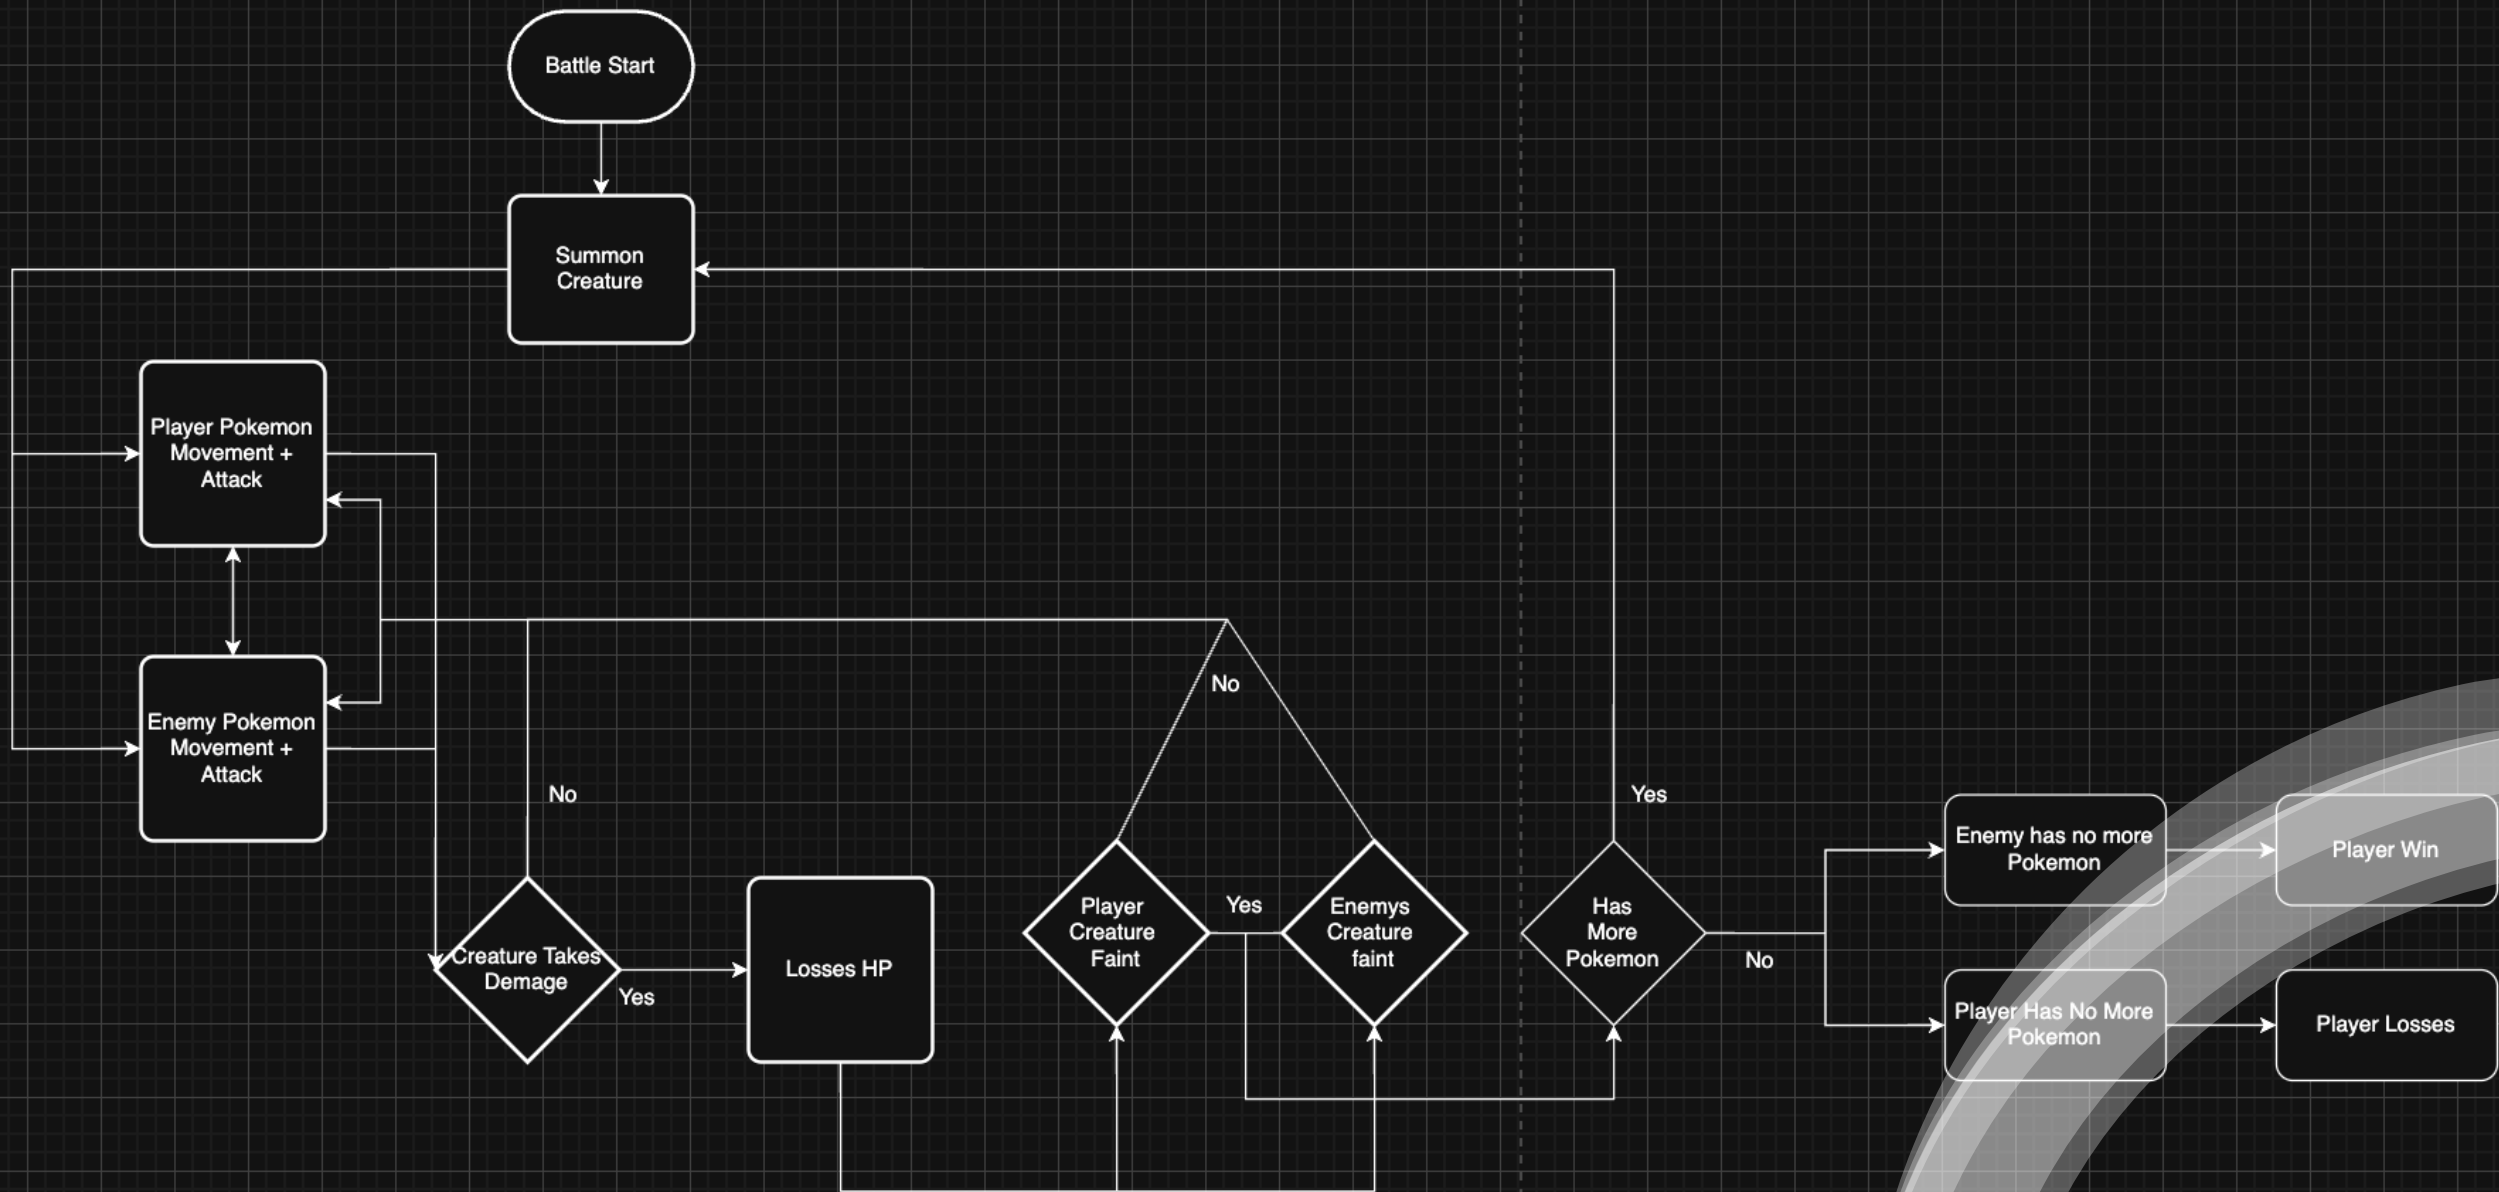 Battle Start
Summon
Creature
Player Pokemon
Movement +
Attack
Enemy Pokemon
Movement +
Attack
No
Creature Takes
Demage
Yes
Losses HP
No
Player
Creature
Faint
Yes
Enemys
Creature
faint
Yes
Has
More
Pokemon
No
Enemy has no more
Pokemon
Player Win
Player Has No More
Pokemon
Player Losses